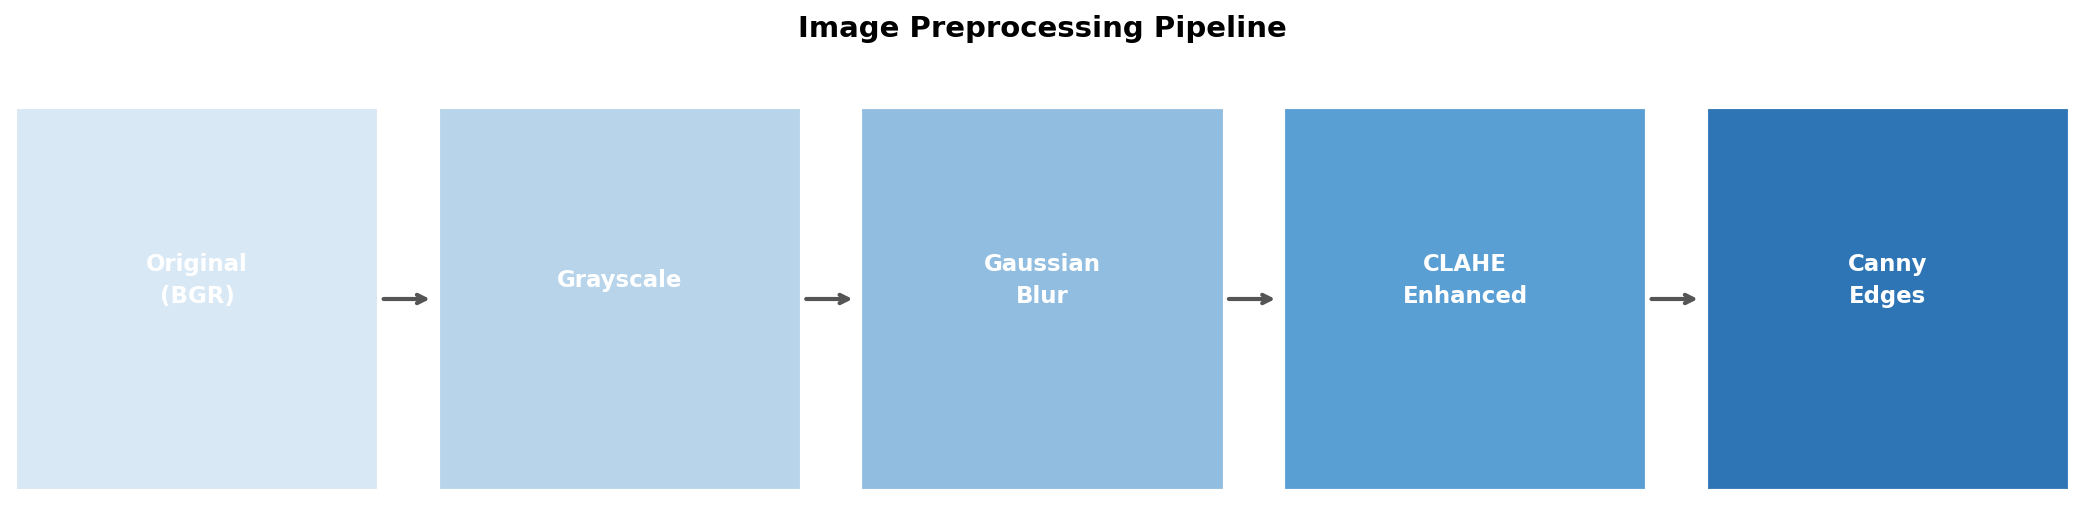 Image Preprocessing Pipeline
Original
(BGR)
Grayscale
Gaussian
Blur
CLAHE
Enhanced
Canny
Edges